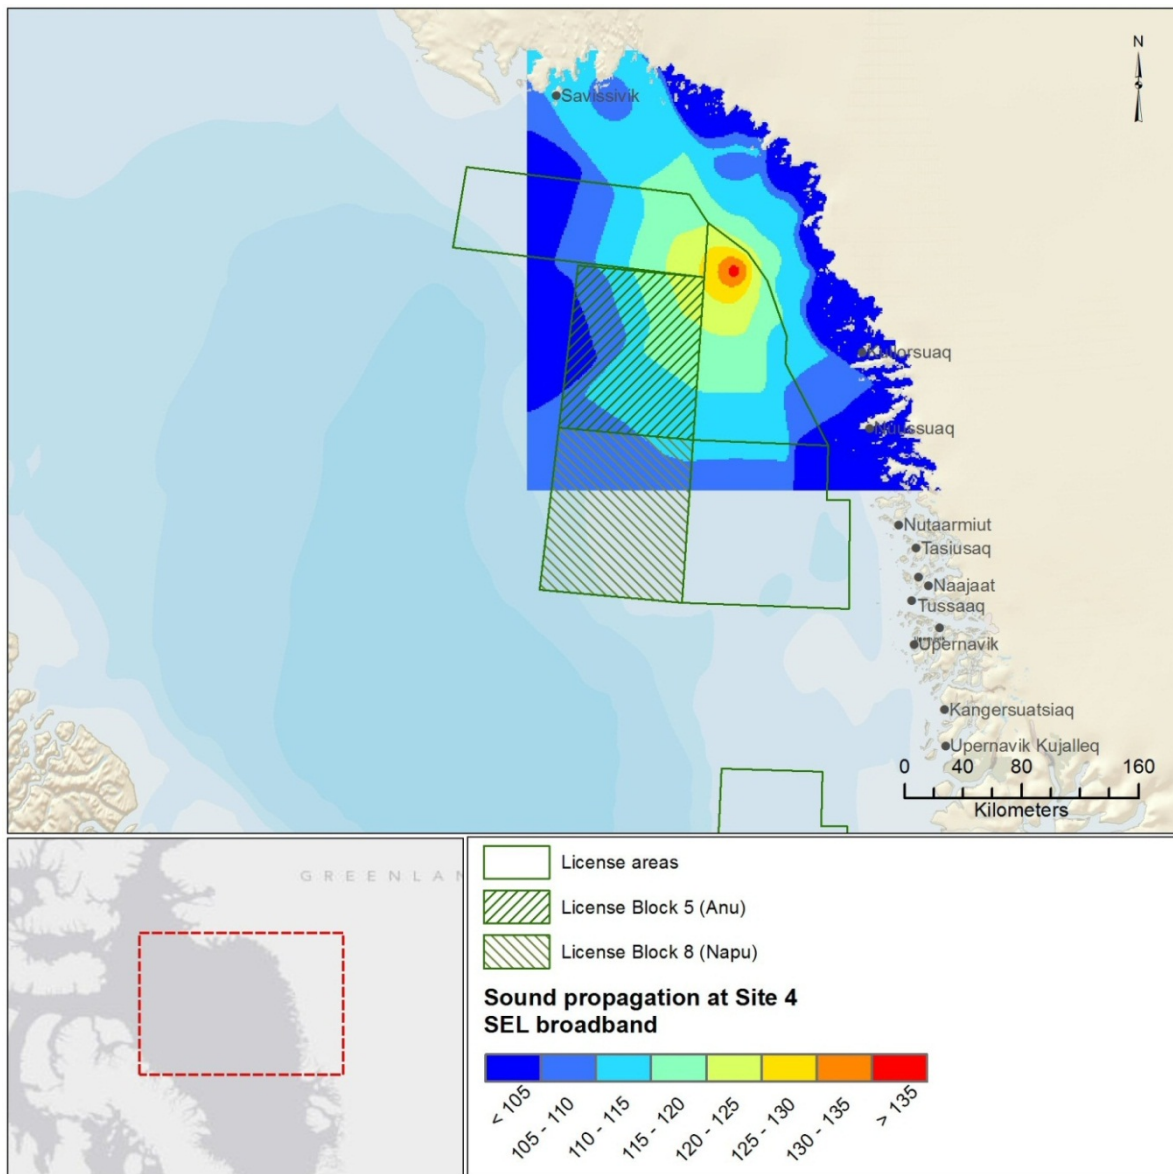 N
Savissivik
Kullorsuaq
Nuussuaq
Nutaarmiut
Tasiusaq
Naajaat
Tussaaq
Upernavik
Kangersuatsiaq
Upernavik Kujalleq
0 40 80 160
Kilometers
GREENLAN
License areas
License Block 5 (Anu)
License Block 8 (Napu)
Sound propagation at Site 4
SEL broadband
< 105
105 - 110
110 - 115
115 - 120
120 - 125
125 - 130
130 - 135
> 135